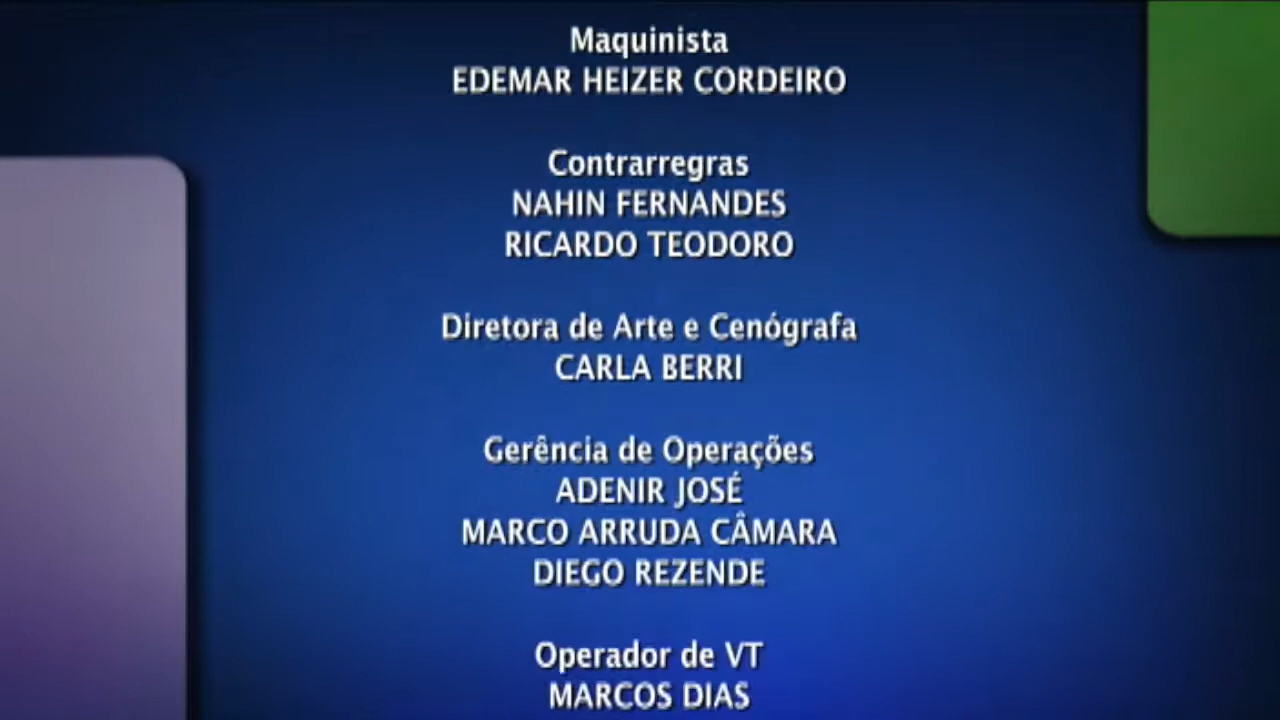 Maquinista
EDEMAR HEIZER CORDEIRO
Contrarregras
NAHIN FERNANDES
RICARDO TEODORO
Diretora de Arte e Cenógrafa
CARLA BERRI
Gerência de Operações
ADENIR JOSÉ
MARCO ARRUDA CÂMARA
DIEGO REZENDE
Operador de VT
MARCOS DIAS